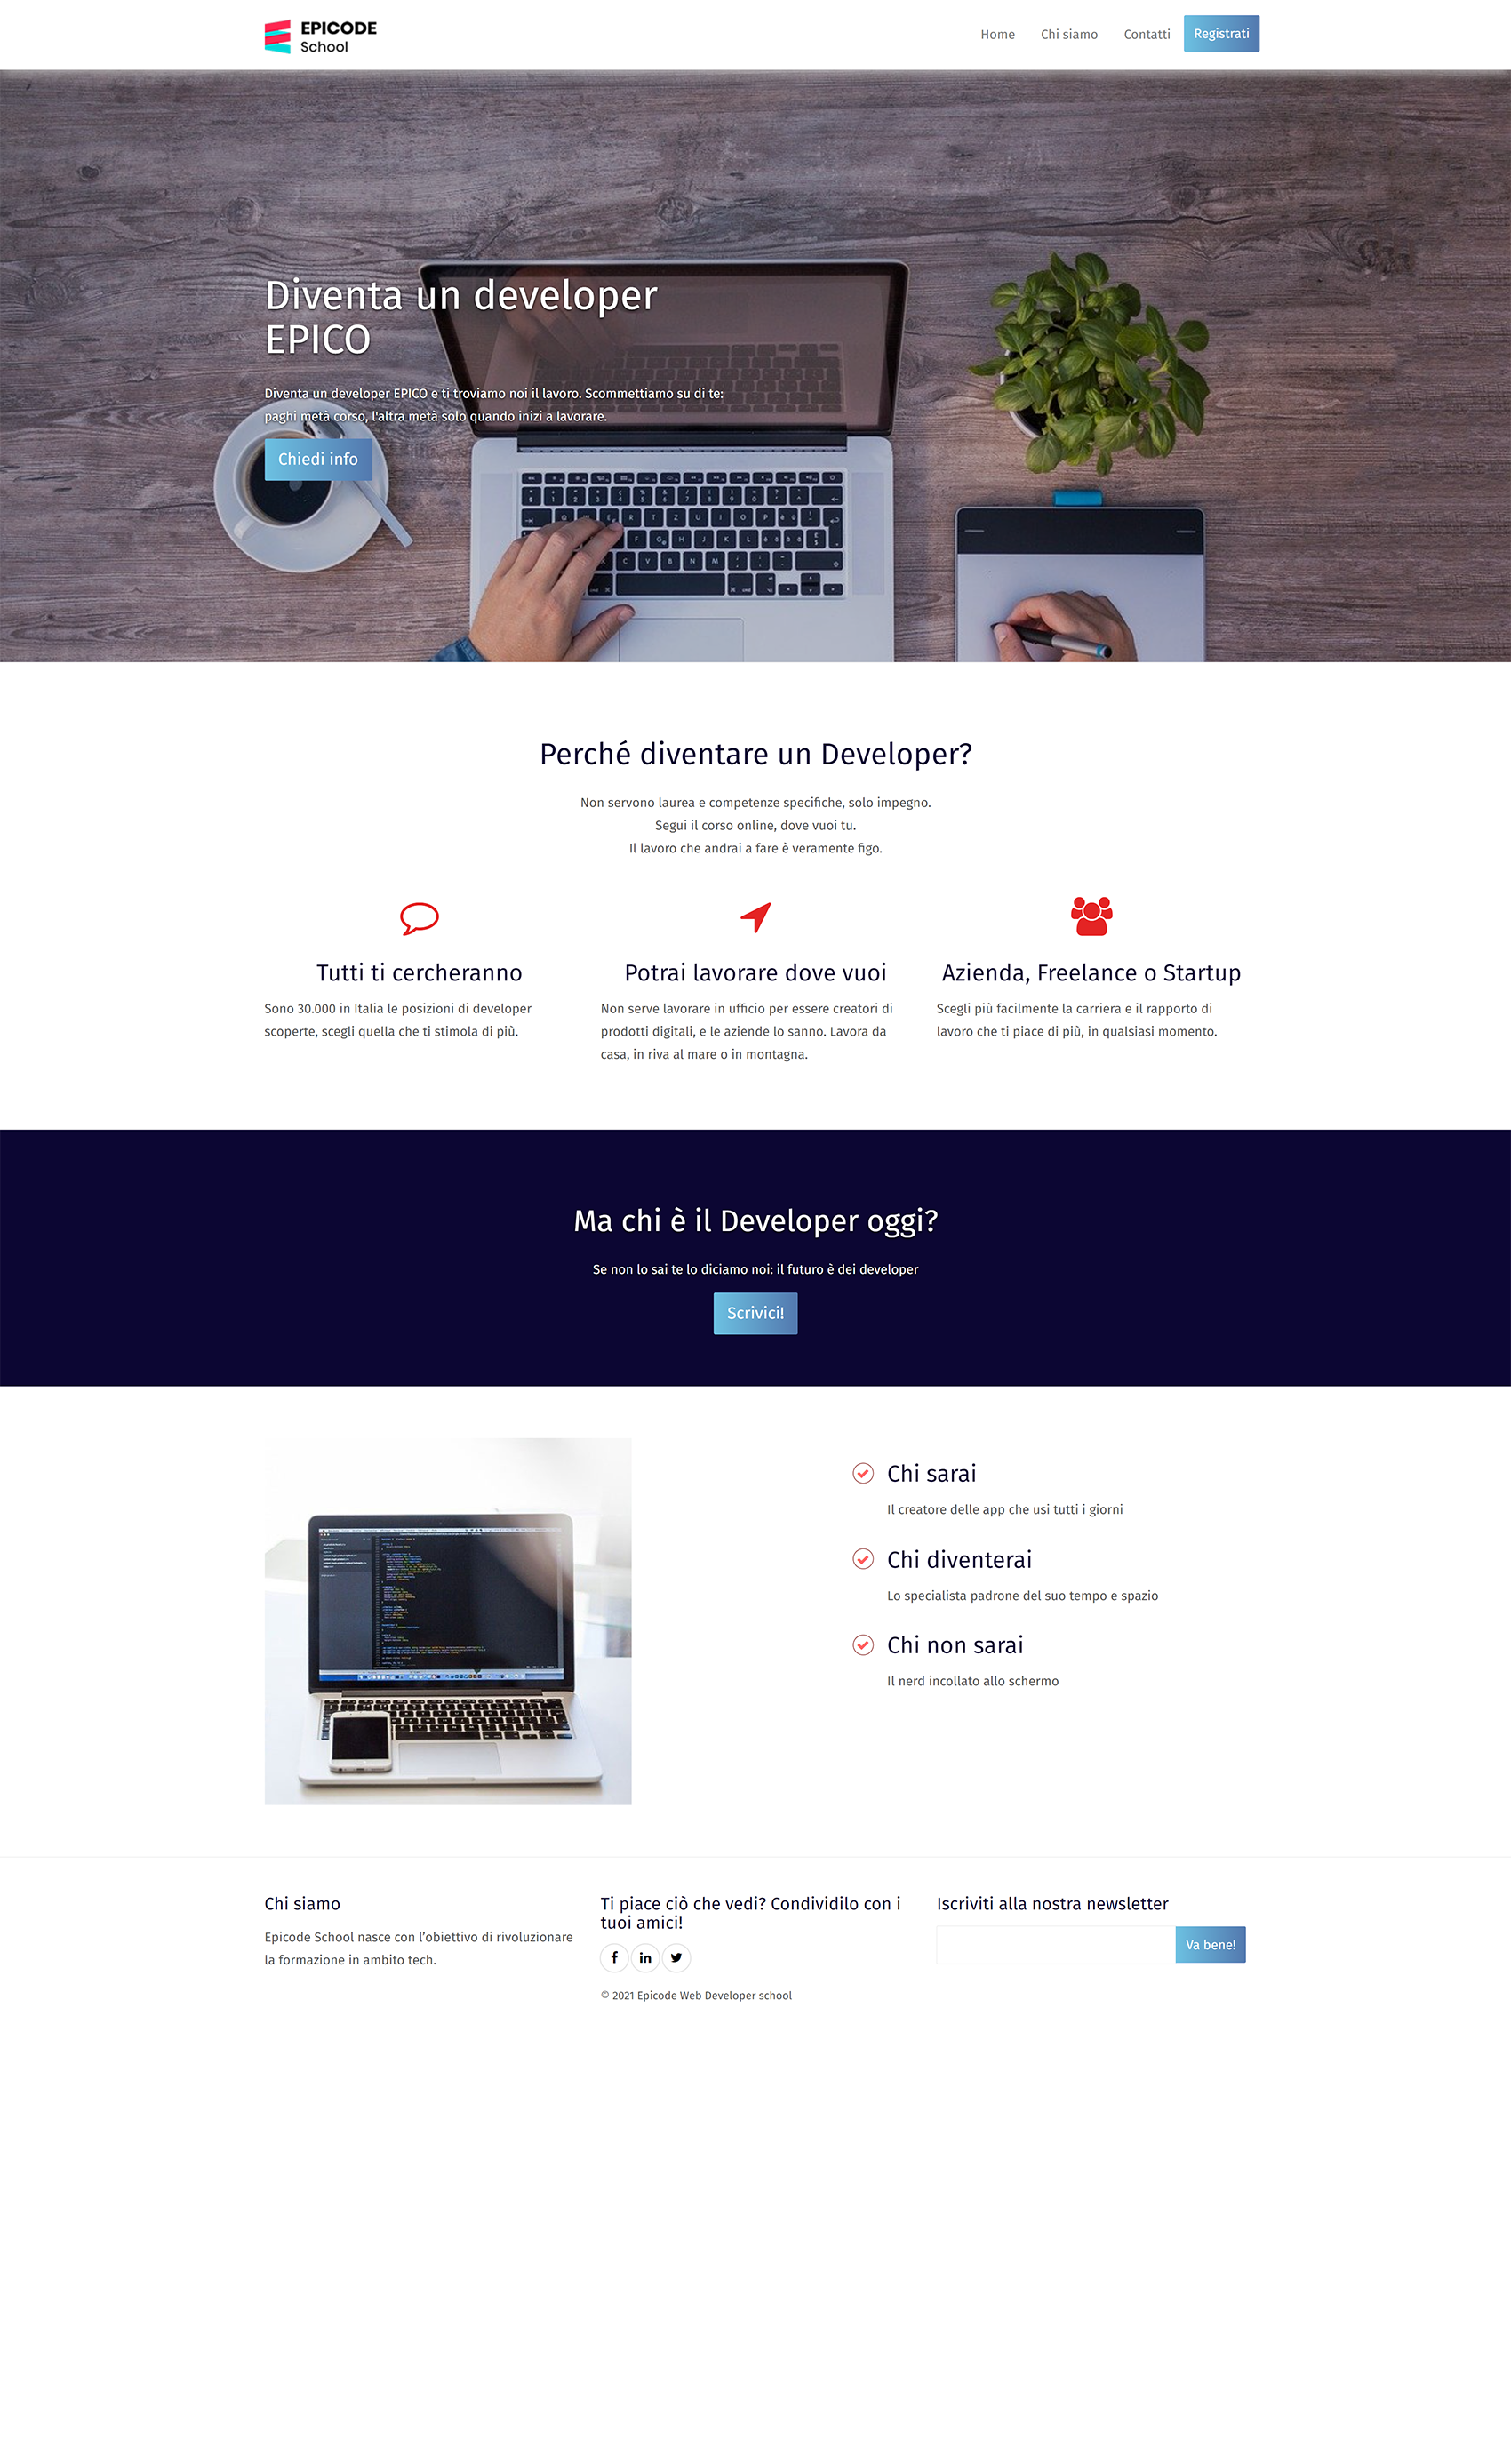 EPICODE
School
Home
Chi siamo
Contatti
Registrati
Diventa un developer
EPICO
Diventa un developer EPICO e ti troviamo noi il lavoro. Scommettiamo su di te:
paghi metà corso, l'altra metà solo quando inizi a lavorare.
Chiedi info
Perché diventare un Developer?
Non servono laurea e competenze specifiche, solo impegno.
Segui il corso online, dove vuoi tu.
Il lavoro che andrai a fare è veramente figo.
Tutti ti cercheranno
Sono 30.000 in Italia le posizioni di developer
scoperte, scegli quella che ti stimola di più.
Potrai lavorare dove vuoi
Non serve lavorare in ufficio per essere creatori di
prodotti digitali, e le aziende lo sanno. Lavora da
casa, in riva al mare o in montagna.
Azienda, Freelance o Startup
Scegli più facilmente la carriera e il rapporto di
lavoro che ti piace di più, in qualsiasi momento.
Ma chi è il Developer oggi?
Se non lo sai te lo diciamo noi: il futuro è dei developer
Scrivici!
Chi sarai
Il creatore delle app che usi tutti i giorni
Chi diventerai
Lo specialista padrone del suo tempo e spazio
Chi non sarai
Il nerd incollato allo schermo
Chi siamo
Epicode School nasce con l'obiettivo di rivoluzionare
la formazione in ambito tech.
Ti piace ciò che vedi? Condividilo con i
tuoi amici!
© 2021 Epicode Web Developer school
Iscriviti alla nostra newsletter
Va bene!